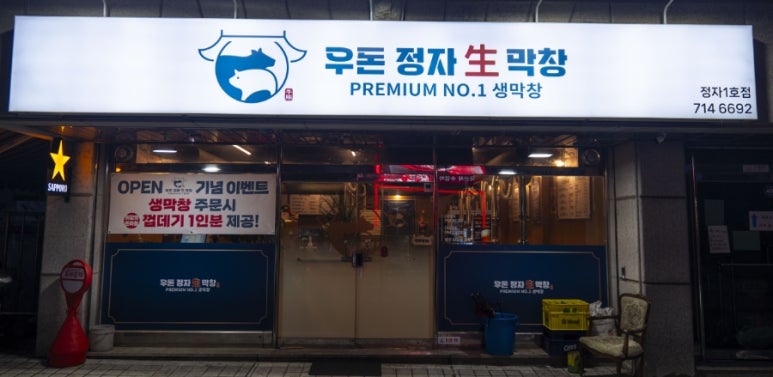 우돈 정자 生 막창
PREMIUM NO.1 생막창
정자1호점
714 6692
SAPPORO
OPEN 기념 이벤트
생막창 주문시
껍데기 1인분 제공!
우돈 정자 生 막창
PREMIUM NO.1 생막창
우돈 정자 生 막창
PREMIUM NO.1 생막창